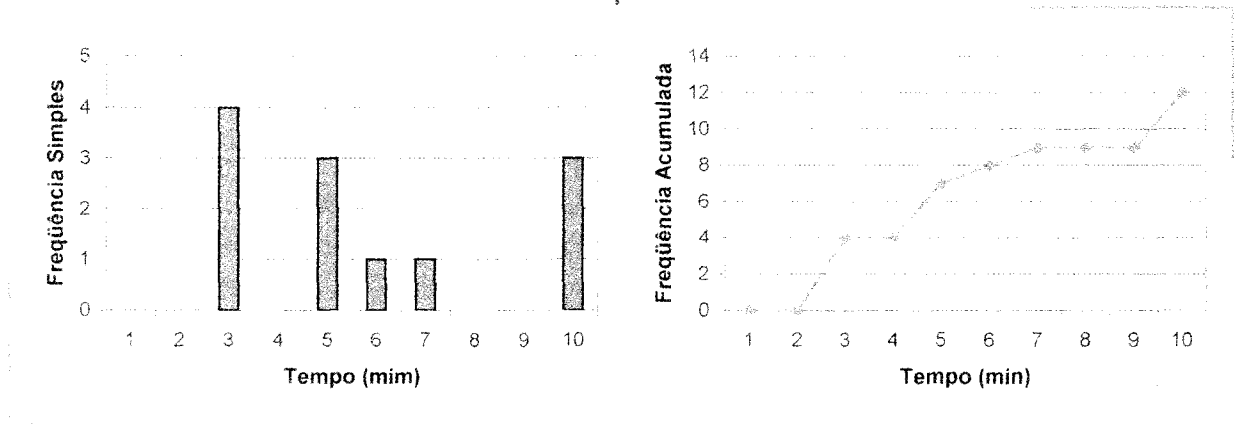 Freqüência Simples
5
4
3
2
1
0
1 2 3 4 5 6 7 8 9 10
Tempo (mim)
Freqüência Acumulada
14
12
10
8
6
4
2
0
1 2 3 4 5 6 7 8 9 10
Tempo (min)